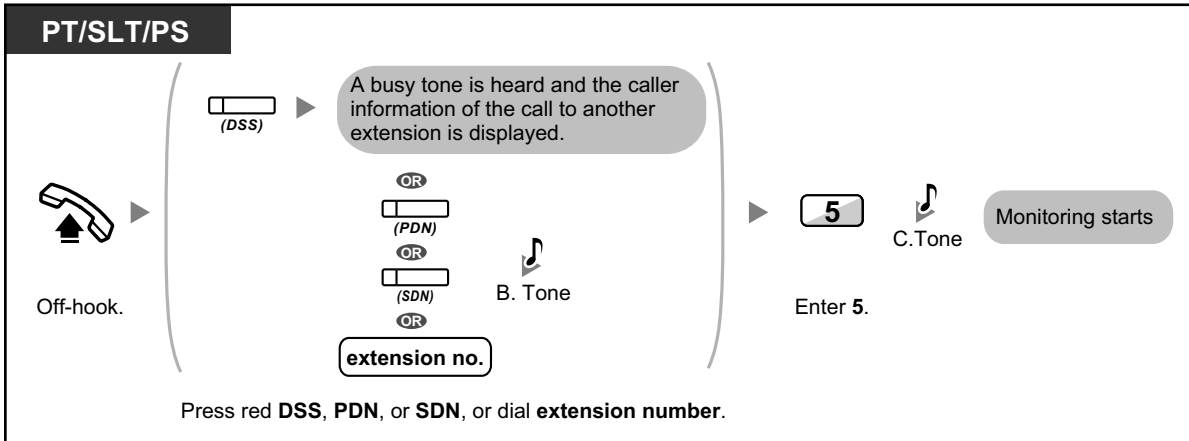 PT/SLT/PS
(DSS)
A busy tone is heard and the caller
information of the call to another
extension is displayed.
OR
(PDN)
OR
(SDN)
B. Tone
OR
extension no.
Off-hook.
Press red DSS, PDN, or SDN, or dial extension number.
5
C.Tone
Monitoring starts
Enter 5.